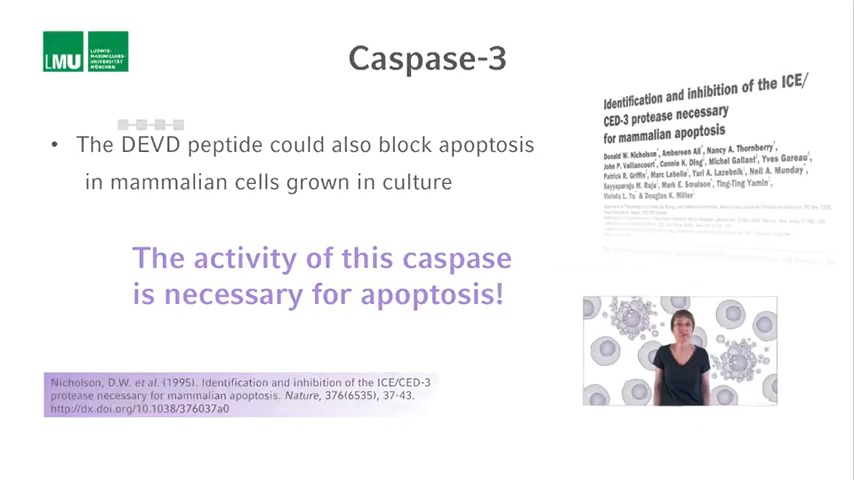 LMU
LUDWIG-
MAXIMILIANS-
UNIVERSITÄT
MÜNCHEN
Caspase-3
• The DEVD peptide could also block apoptosis
in mammalian cells grown in culture
The activity of this caspase
is necessary for apoptosis!
Identification and inhibition of the ICE/
CED-3 protease necessary
for mammalian apoptosis
Donald W. Nicholson, Ambereen Ali, Nancy A. Thornberry,
John P. Vaillancourt, Connie K. Ding, Michel Gallant, Yves Gareau,
Patrick R. Griffin, Marc Labelle, Yuri A. Lazebnik, Neil A. Munday,
Sayyaparaju M. Raju, Mark E. Smulson, Ting-Ting Yamin,
Violeta L. Yu & Douglas K. Miller
Nicholson, D.W. et al. (1995). Identification and inhibition of the ICE/CED-3
protease necessary for mammalian apoptosis. Nature, 376(6535), 37-43.
http://dx.doi.org/10.1038/376037a0